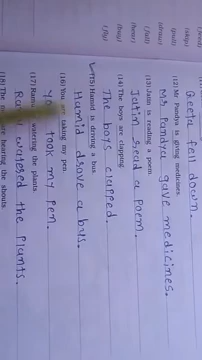 Geeta fell down.
(12) Mr. Pandya is giving medicines.
Mr Pandya gave medicines.
(13) Jatin is reading a poem.
Jatin read a poem.
(14) The boys are clapping
The boys clapped.
(15) Hamid is driving a bus.
Hamid drove a bus.
(16) You are taking my pen.
You took my pen.
(17) Ramu is watering the plants
Ramu watered the plants.
(18) The are hearing the shouts.
(hear)
(buy)
(fly)